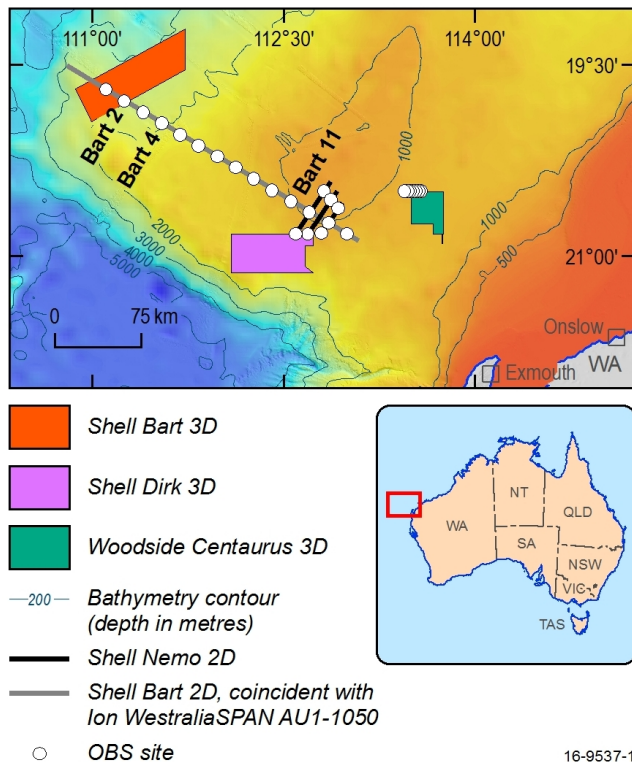 111°00' 112°30' 114°00'
19°30'
Bart 2
Bart 4
Bart 11
1000
1000
500
2000
3000
4000
5000
21°00'
0 75 km
Onslow
WA
Exmouth
Shell Bart 3D
Shell Dirk 3D
Woodside Centaurus 3D
200 Bathymetry contour
(depth in metres)
Shell Nemo 2D
Shell Bart 2D, coincident with
Ion WestraliaSPAN AU1-1050
OBS site
NT
QLD
WA
SA
NSW
VIC
TAS
16-9537-1